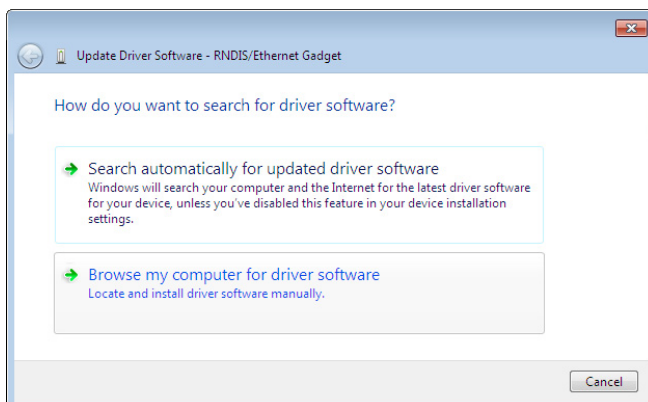 Update Driver Software - RNDIS/Ethernet Gadget
How do you want to search for driver software?
Search automatically for updated driver software
Windows will search your computer and the Internet for the latest driver software
for your device, unless you've disabled this feature in your device installation
settings.
Browse my computer for driver software
Locate and install driver software manually.
Cancel